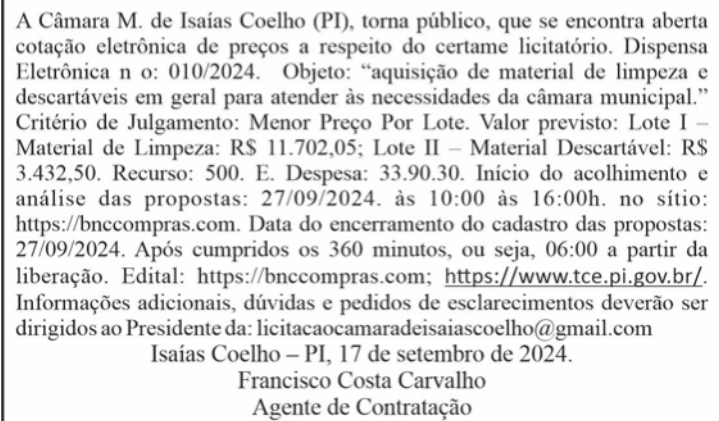 A Câmara M. de Isaías Coelho (PI), torna público, que se encontra aberta
cotação eletrônica de preços a respeito do certame licitatório. Dispensa
Eletrônica n o: 010/2024. Objeto: “aquisição de material de limpeza e
descartáveis em geral para atender às necessidades da câmara municipal.”
Critério de Julgamento: Menor Preço Por Lote. Valor previsto: Lote I –
Material de Limpeza: R$ 11.702,05; Lote II – Material Descartável: R$
3.432,50. Recurso: 500. E. Despesa: 33.90.30. Início do acolhimento e
análise das propostas: 27/09/2024. às 10:00 às 16:00h. no sítio:
https://bnccompras.com. Data do encerramento do cadastro das propostas:
27/09/2024. Após cumpridos os 360 minutos, ou seja, 06:00 a partir da
liberação. Edital: https://bnccompras.com; https://www.tce.pi.gov.br/.
Informações adicionais, dúvidas e pedidos de esclarecimentos deverão ser
dirigidos ao Presidente da: licitacaocamaradeisaiascoelho@gmail.com
Isaías Coelho – PI, 17 de setembro de 2024.
Francisco Costa Carvalho
Agente de Contratação